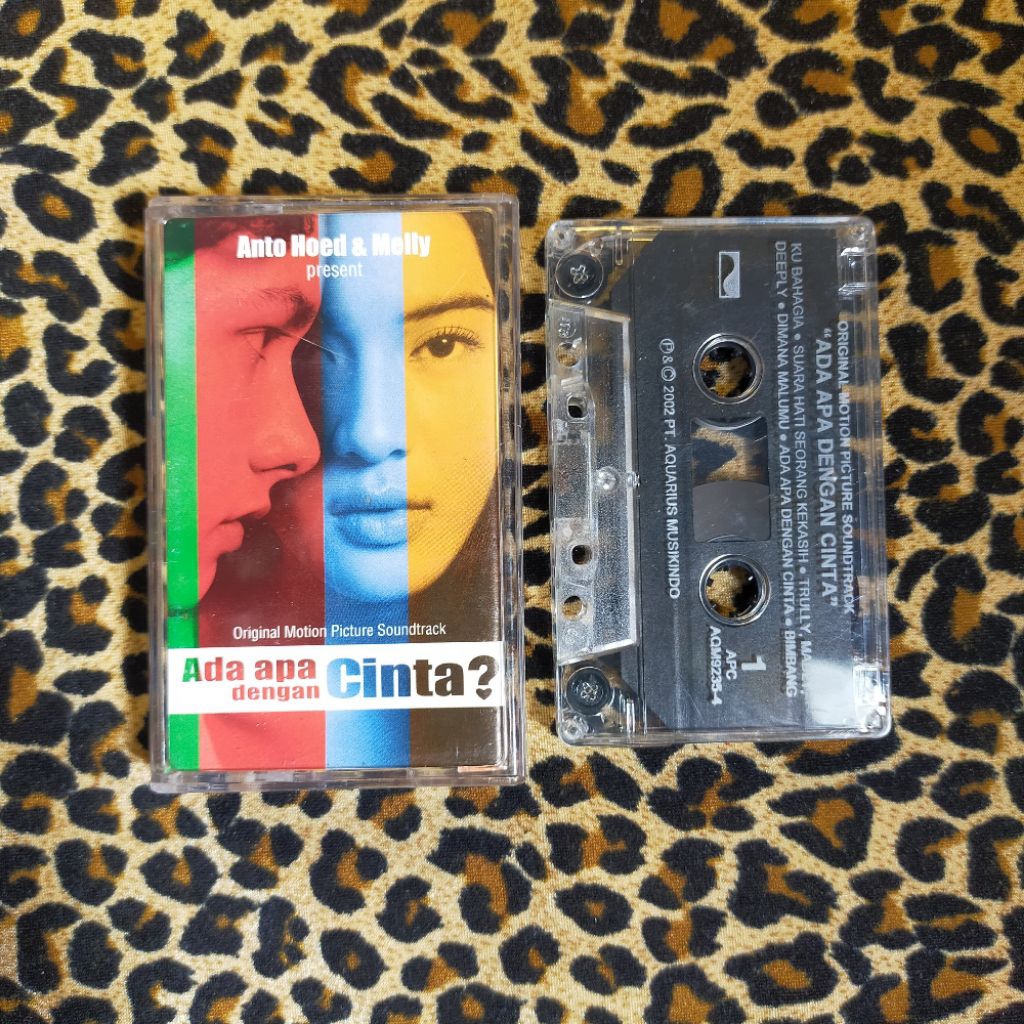 Anto Hoed & Melly
present
Original Motion Picture Soundtrack
Ada apa
dengan
Cinta?
ORIGINAL MOTION PICTURE SOUNDTRACK
“ADA APA DENGAN CINTA”
KU BAHAGIA • SUARA HATI SEORANG KEKASIH • TRULLY,
DEEPLY • DIMANA MALUMU • ADA APA DENGAN CINTA • BIMBANG
1
APC
AQM9235-4
℗ & © 2002 PT. AQUARIUS MUSIKINDO